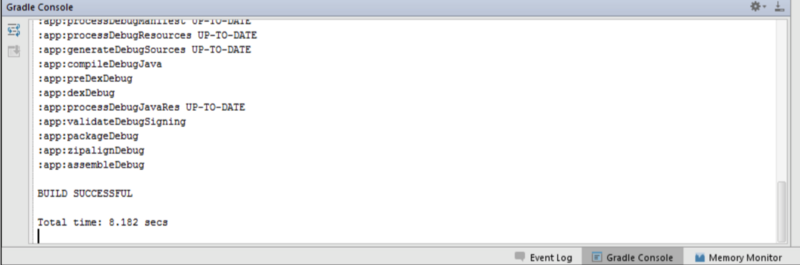 Gradle Console
:app:processDebugManifest UP-TO-DATE
:app:processDebugResources UP-TO-DATE
:app:generateDebugSources UP-TO-DATE
:app:compileDebugJava
:app:preDexDebug
:app:dexDebug
:app:processDebugJavaRes UP-TO-DATE
:app:validateDebugSigning
:app:packageDebug
:app:zipalignDebug
:app:assembleDebug
BUILD SUCCESSFUL
Total time: 8.182 secs
Event Log Gradle Console Memory Monitor